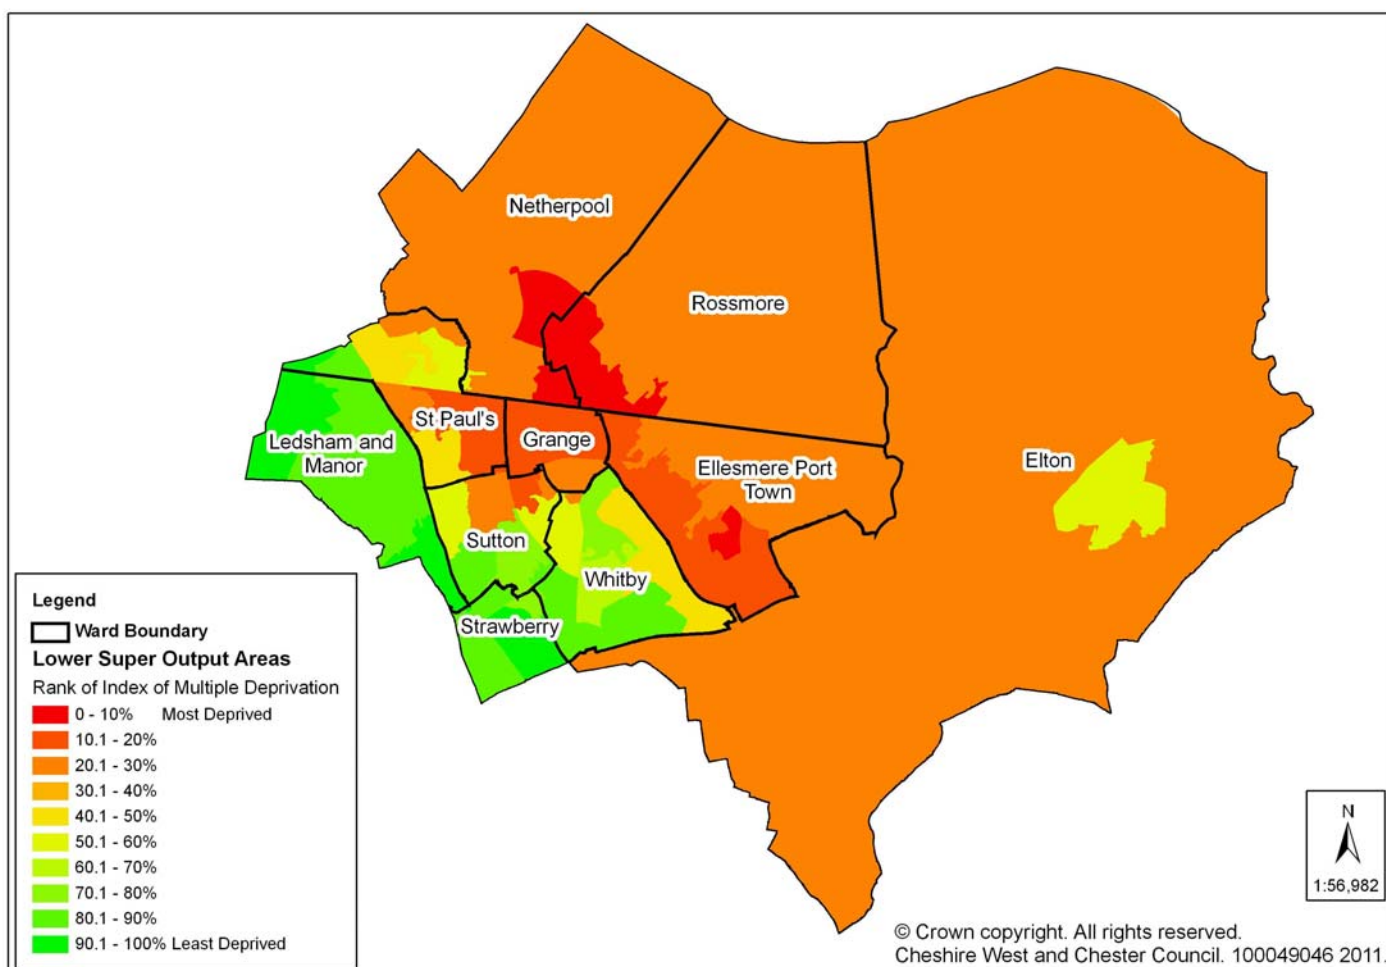 Netherpool
Rossmore
St Paul's
Grange
Ledsham and
Manor
Ellesmere Port
Town
Elton
Sutton
Whitby
Strawberry
Legend
Ward Boundary
Lower Super Output Areas
Rank of Index of Multiple Deprivation
0 - 10% Most Deprived
10.1 - 20%
20.1 - 30%
30.1 - 40%
40.1 - 50%
50.1 - 60%
60.1 - 70%
70.1 - 80%
80.1 - 90%
90.1 - 100% Least Deprived
N
1:56,982
© Crown copyright. All rights reserved.
Cheshire West and Chester Council. 100049046 2011.